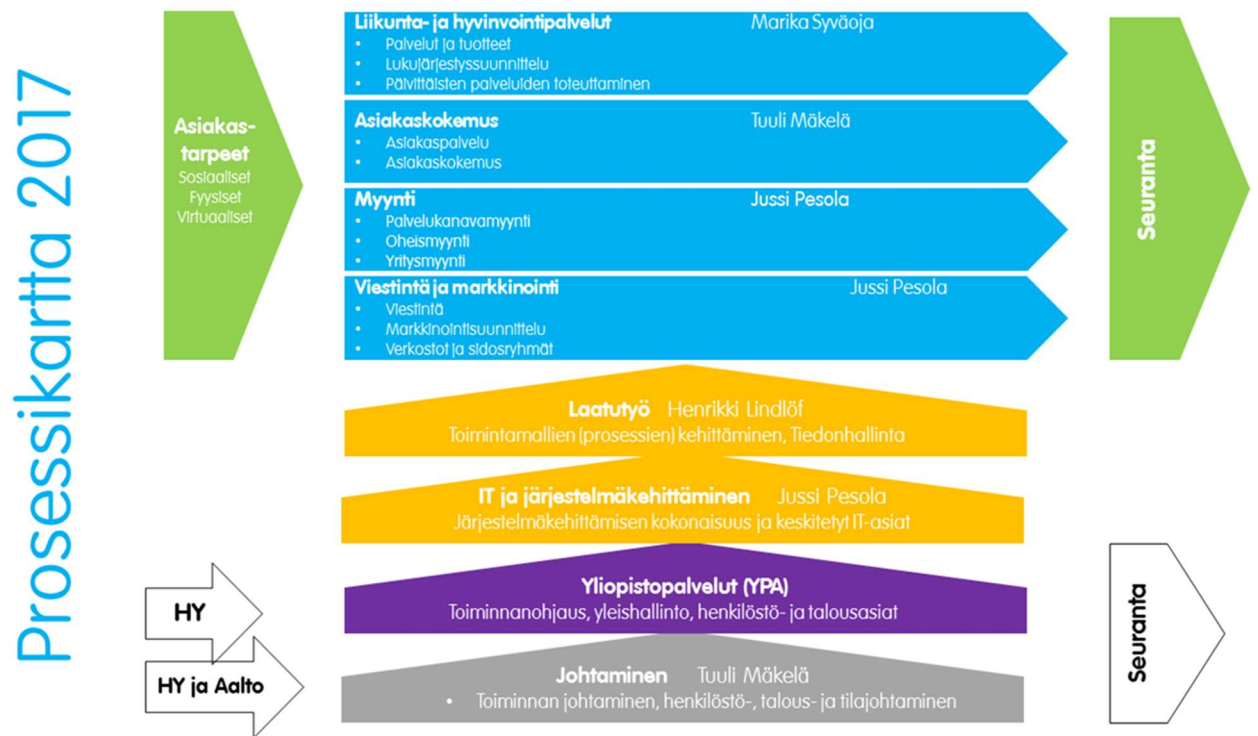 Prosessikartta 2017
Asiakas-
tarpeet
Sosiaaliset
Fyysiset
Virtuaaliset
Liikunta- ja hyvinvointipalvelut Marika Syväoja
• Palvelut ja tuotteet
• Lukujärjestyssuunnittelu
• Päivittäisten palveluiden toteuttaminen
Asiakaskokemus Tuuli Mäkelä
• Asiakaspalvelu
• Asiakaskokemus
Myynti Jussi Pesola
• Palvelukanavamyynti
• Oheismyynti
• Yritysmyynti
Viestintä ja markkinointi Jussi Pesola
• Viestintä
• Markkinointisuunnittelu
• Verkostot ja sidosryhmät
Seuranta
Laatutyö Henrikki Lindlöf
Toimintamallien (prosessien) kehittäminen, Tiedonhallinta
IT ja järjestelmäkehittäminen Jussi Pesola
Järjestelmäkehittämisen kokonaisuus ja keskitetyt IT-asiat
HY
Yliopistopalvelut (YPA)
Toiminnanohjaus, yleishallinto, henkilöstö- ja talousasiat
HY ja Aalto
Johtaminen Tuuli Mäkelä
• Toiminnan johtaminen, henkilöstö-, talous- ja tilajohtaminen
Seuranta